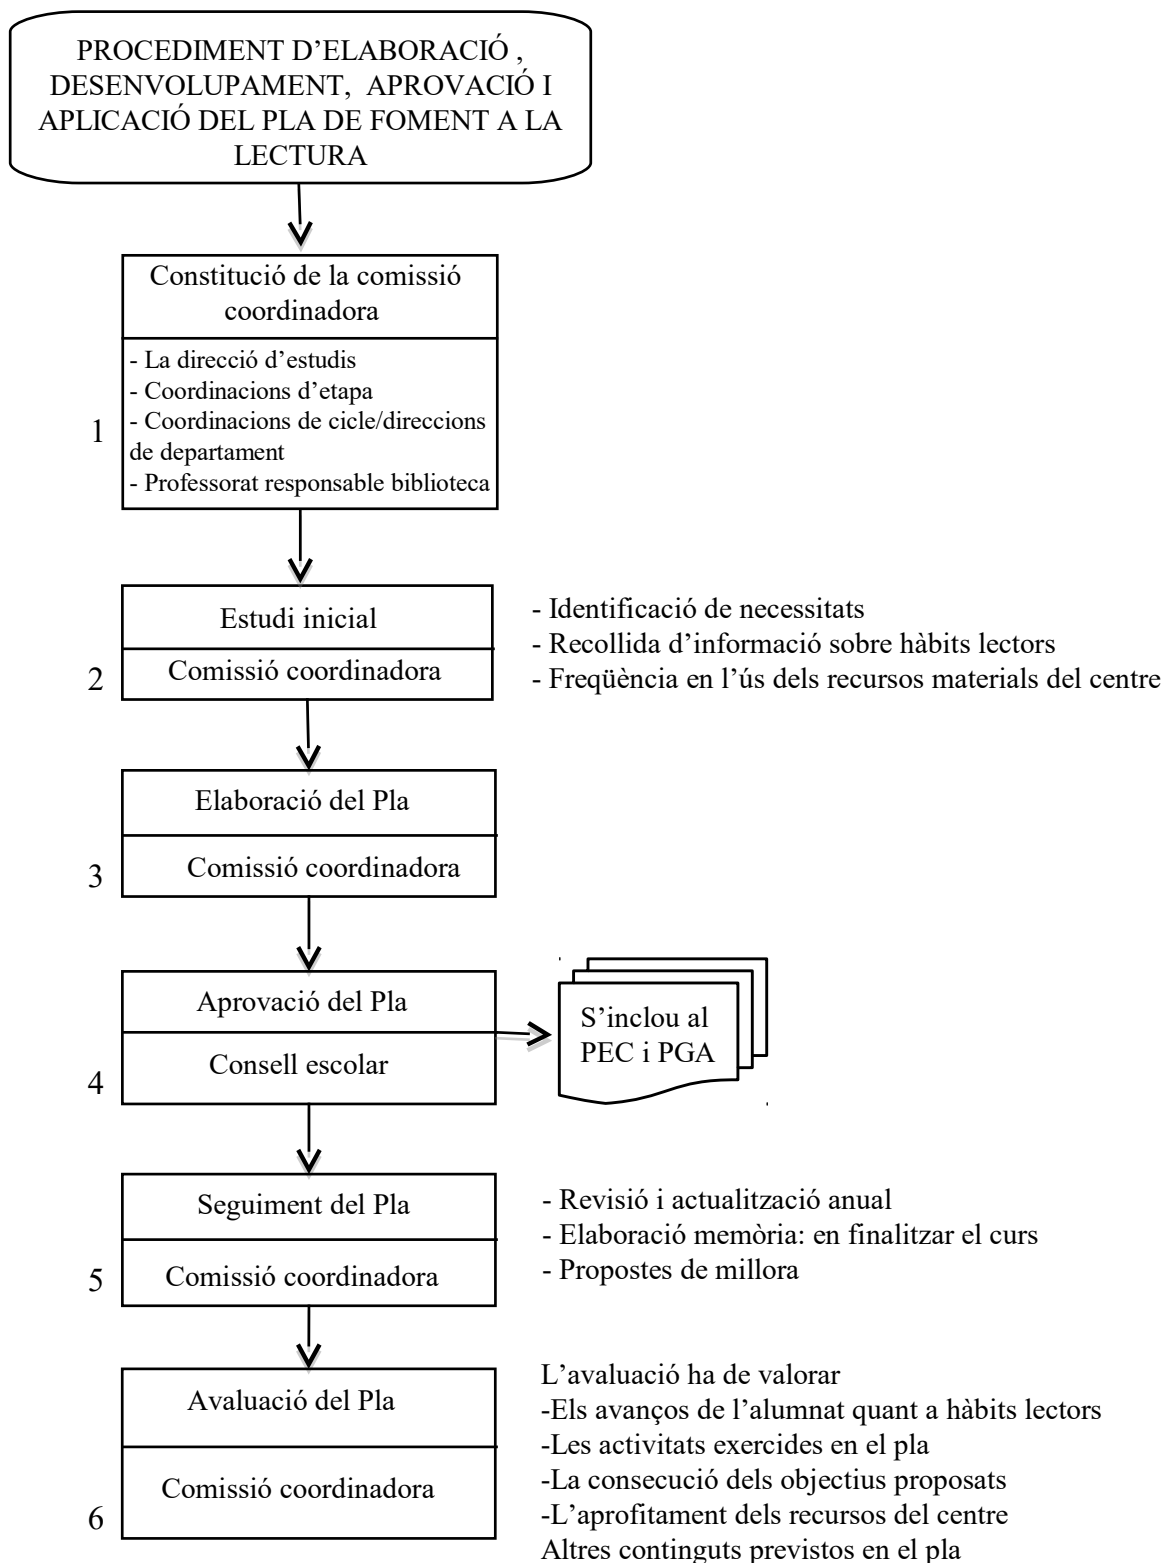 PROCEDIMENT D’ELABORACIÓ ,
DESENVOLUPAMENT, APROVACIÓ I
APLICACIÓ DEL PLA DE FOMENT A LA
LECTURA
Constitució de la comissió
coordinadora
- La direcció d’estudis
- Coordinacions d’etapa
- Coordinacions de cicle/direccions
de departament
- Professorat responsable biblioteca
1
Estudi inicial
Comissió coordinadora
2
- Identificació de necessitats
- Recollida d’informació sobre hàbits lectors
- Freqüència en l’ús dels recursos materials del centre
Elaboració del Pla
Comissió coordinadora
3
Aprovació del Pla
Consell escolar
4
S’inclou al
PEC i PGA
Seguiment del Pla
Comissió coordinadora
5
- Revisió i actualització anual
- Elaboració memòria: en finalitzar el curs
- Propostes de millora
Avaluació del Pla
Comissió coordinadora
6
L’avaluació ha de valorar
-Els avanços de l’alumnat quant a hàbits lectors
-Les activitats exercides en el pla
-La consecució dels objectius proposats
-L’aprofitament dels recursos del centre
Altres continguts previstos en el pla